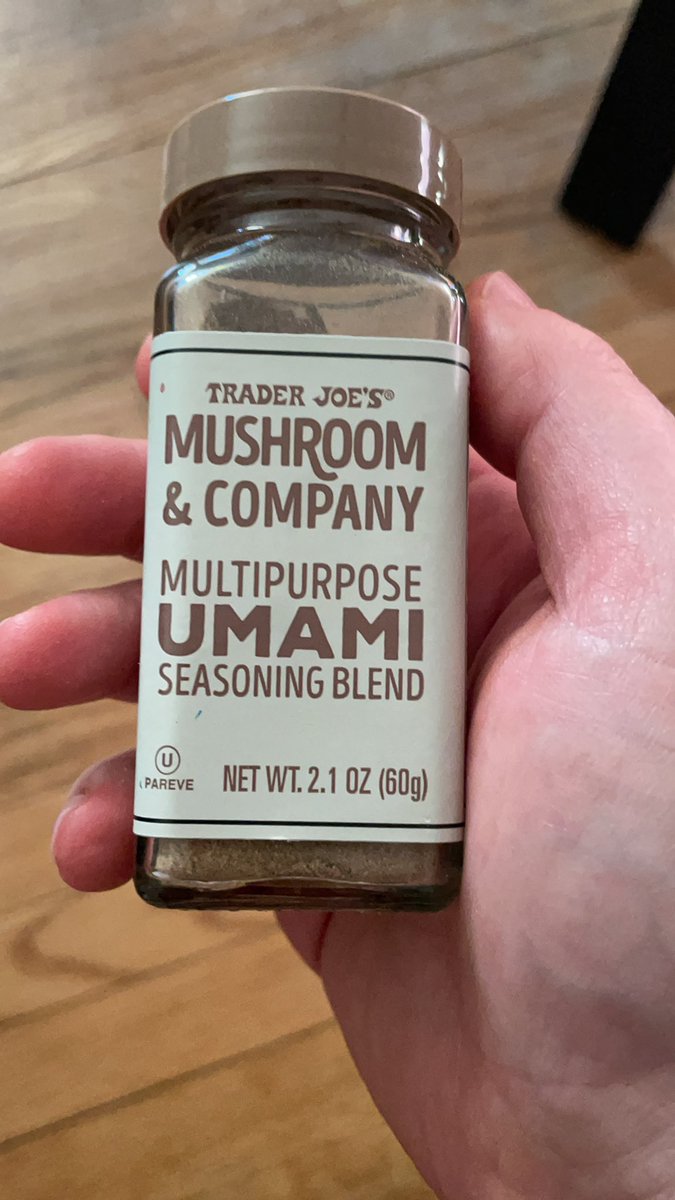 TRADER JOE'S®
MUSHROOM
& COMPANY
MULTIPURPOSE
UMAMI
SEASONING BLEND
U
PAREVE
NET WT. 2.1 OZ (60g)